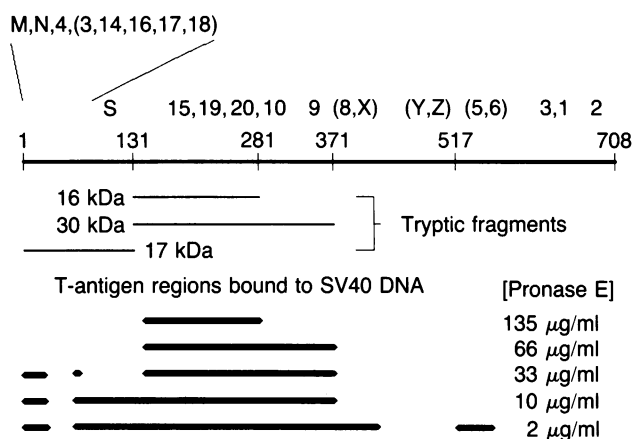 M,N,4,(3,14,16,17,18)
S 15,19,20,10 9 (8,X) (Y,Z) (5,6) 3,1 2
1 131 281 371 517 708
16 kDa
30 kDa Tryptic fragments
17 kDa
T-antigen regions bound to SV40 DNA [Pronase E]
135 μg/ml
66 μg/ml
33 μg/ml
10 μg/ml
2 μg/ml